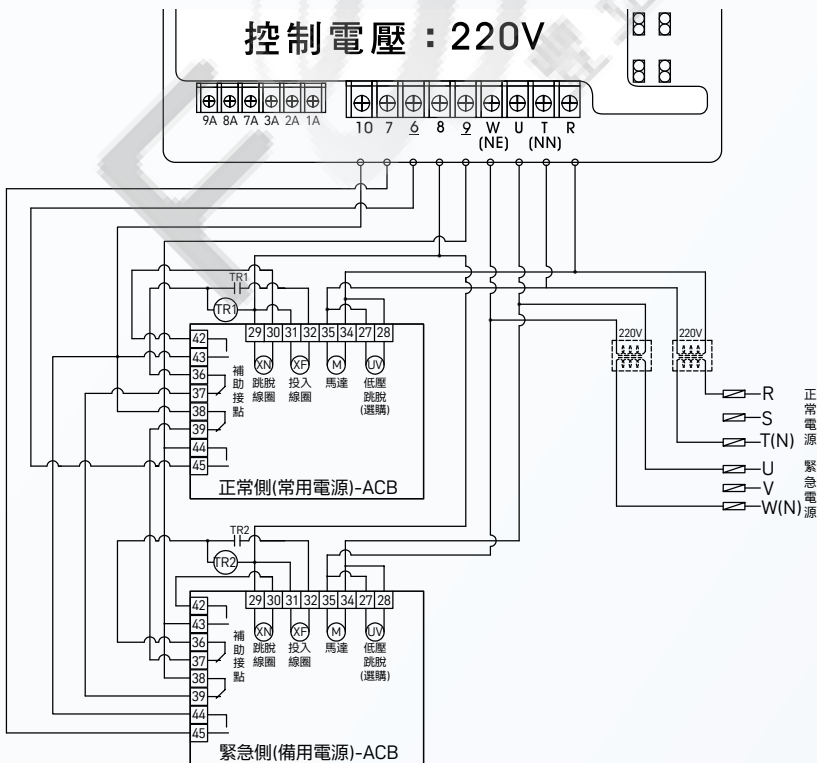 控制電壓：220V
9A 8A 7A 3A 2A 1A
10 7 6 8 9 W U T R
(NE) (NN)
TR1
TR1
29 30 31 32 35 34 27 28
XN XF M UV
跳脫 投入 馬達 低壓
線圈 線圈 跳脫
(選購)
補助接點
42
43
36
37
38
39
44
45
正常側(常用電源)-ACB
220V 220V
R
S
T(N)
正常電源
U
V
W(N)
緊急電源
TR2
TR2
29 30 31 32 35 34 27 28
XN XF M UV
跳脫 投入 馬達 低壓
線圈 線圈 跳脫
(選購)
補助接點
42
43
36
37
38
39
44
45
緊急側(備用電源)-ACB